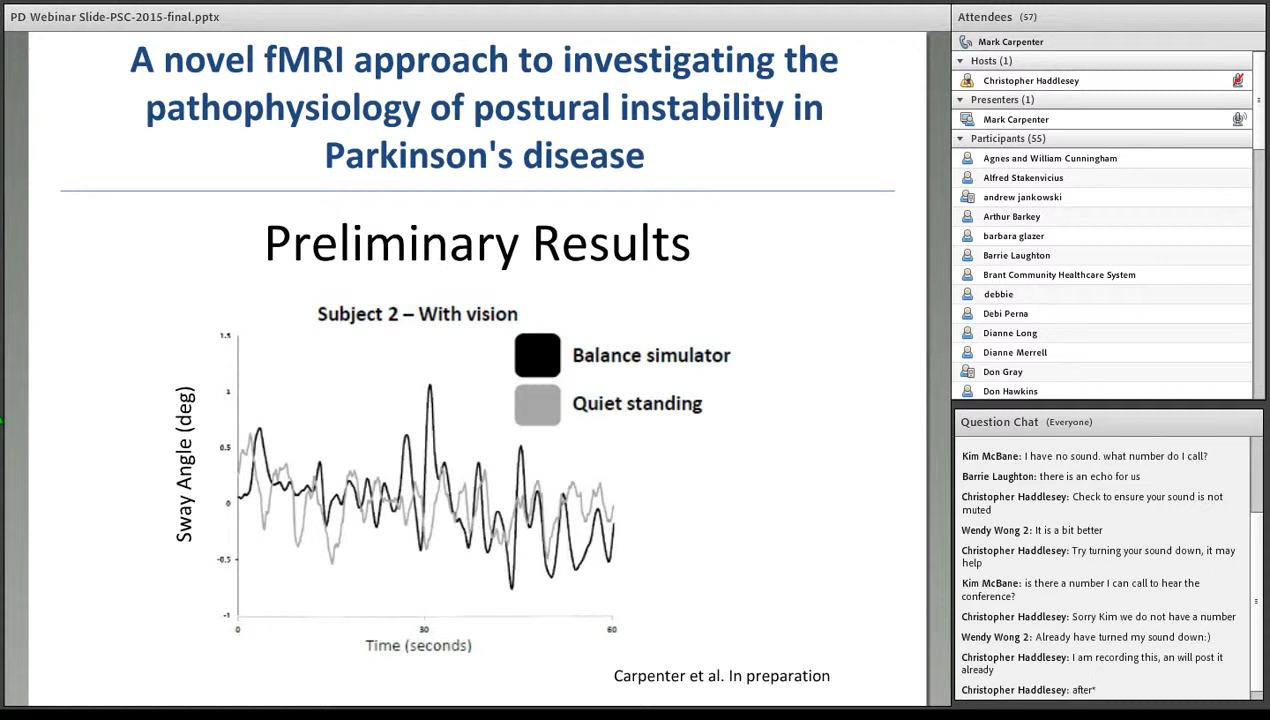 PD Webinar Slide-PSC-2015-final.pptx
A novel fMRI approach to investigating the
pathophysiology of postural instability in
Parkinson's disease
Preliminary Results
Subject 2 – With vision
Balance simulator
Quiet standing
Sway Angle (deg)
1.5
1
0.5
0
-0.5
-1
0
30
60
Time (seconds)
Carpenter et al. In preparation
Attendees (57)
Mark Carpenter
Hosts (1)
Christopher Haddlesey
Presenters (1)
Mark Carpenter
Participants (55)
Agnes and William Cunningham
Alfred Stakenvicius
andrew jankowski
Arthur Barkey
barbara glazer
Barrie Laughton
Brant Community Healthcare System
debbie
Debi Perna
Dianne Long
Dianne Merrell
Don Gray
Don Hawkins
Question Chat (Everyone)
Kim McBane: I have no sound. what number do I call?
Barrie Laughton: there is an echo for us
Christopher Haddlesey: Check to ensure your sound is not
muted
Wendy Wong 2: It is a bit better
Christopher Haddlesey: Try turning your sound down, it may
help
Kim McBane: is there a number I can call to hear the
conference?
Christopher Haddlesey: Sorry Kim we do not have a number
Wendy Wong 2: Already have turned my sound down:)
Christopher Haddlesey: I am recording this, an will post it
already
Christopher Haddlesey: after*